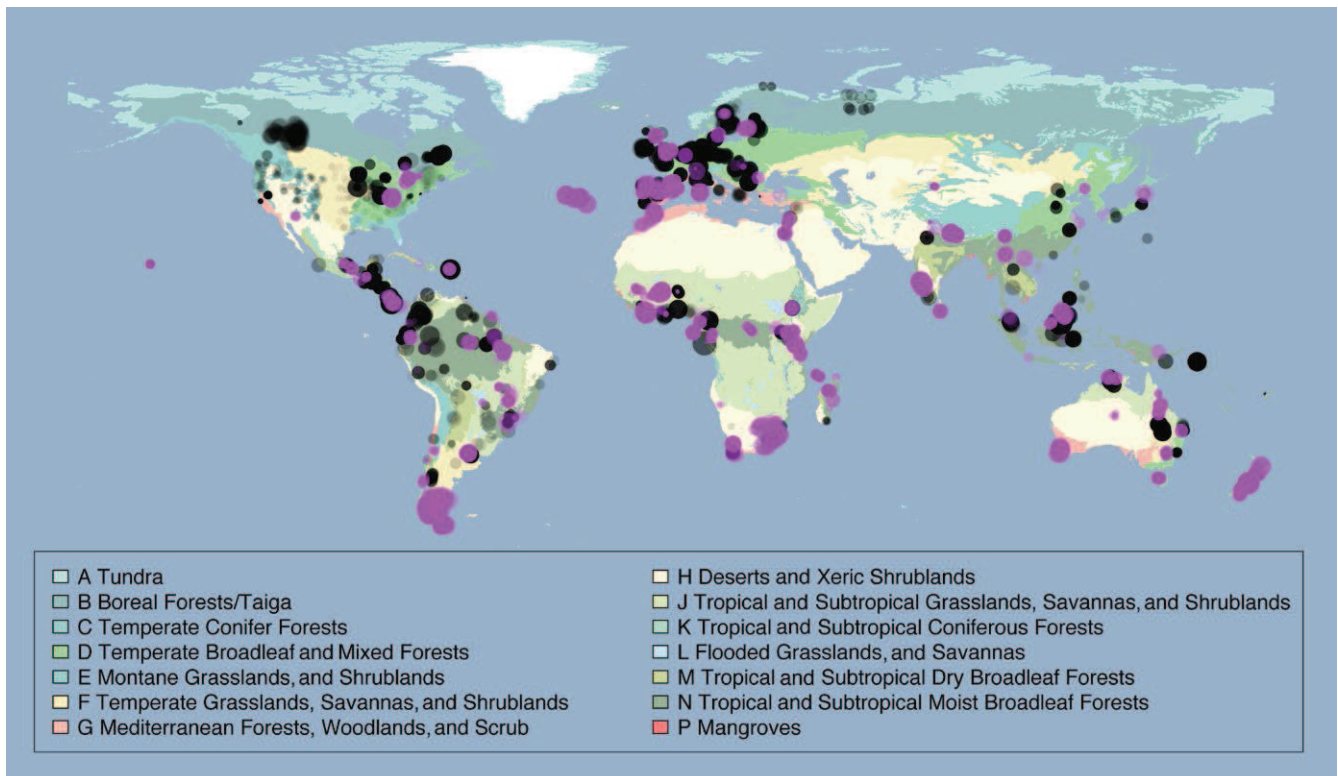 A Tundra
B Boreal Forests/Taiga
C Temperate Conifer Forests
D Temperate Broadleaf and Mixed Forests
E Montane Grasslands, and Shrublands
F Temperate Grasslands, Savannas, and Shrublands
G Mediterranean Forests, Woodlands, and Scrub
H Deserts and Xeric Shrublands
J Tropical and Subtropical Grasslands, Savannas, and Shrublands
K Tropical and Subtropical Coniferous Forests
L Flooded Grasslands, and Savannas
M Tropical and Subtropical Dry Broadleaf Forests
N Tropical and Subtropical Moist Broadleaf Forests
P Mangroves